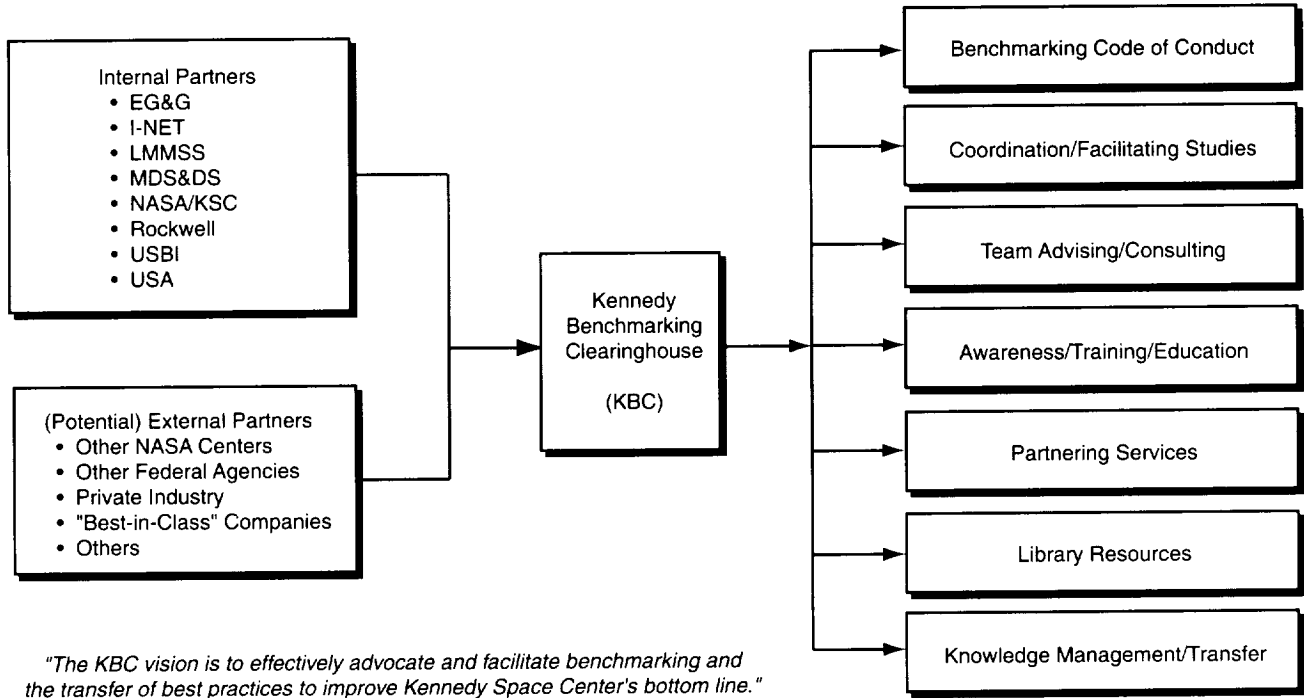 Internal Partners
• EG&G
• I-NET
• LMMSS
• MDS&DS
• NASA/KSC
• Rockwell
• USBI
• USA
(Potential) External Partners
• Other NASA Centers
• Other Federal Agencies
• Private Industry
• "Best-in-Class" Companies
• Others
Kennedy
Benchmarking
Clearinghouse
(KBC)
Benchmarking Code of Conduct
Coordination/Facilitating Studies
Team Advising/Consulting
Awareness/Training/Education
Partnering Services
Library Resources
Knowledge Management/Transfer
"The KBC vision is to effectively advocate and facilitate benchmarking and
the transfer of best practices to improve Kennedy Space Center's bottom line."